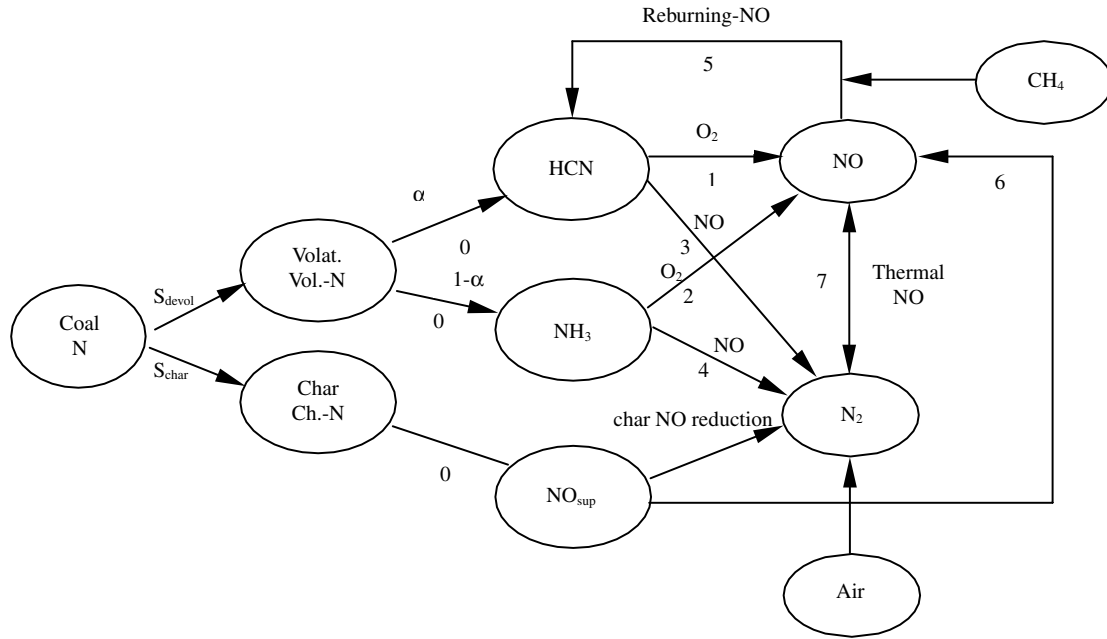 Reburning-NO
5
CH₄
O₂
HCN
NO
1
6
α
NO
0
3
Volat.
Vol.-N
1-α
O₂
2
7
Thermal
NO
S_devol
0
NH₃
Coal
N
NO
4
S_char
Char
Ch.-N
char NO reduction
N₂
0
NO_sup
Air